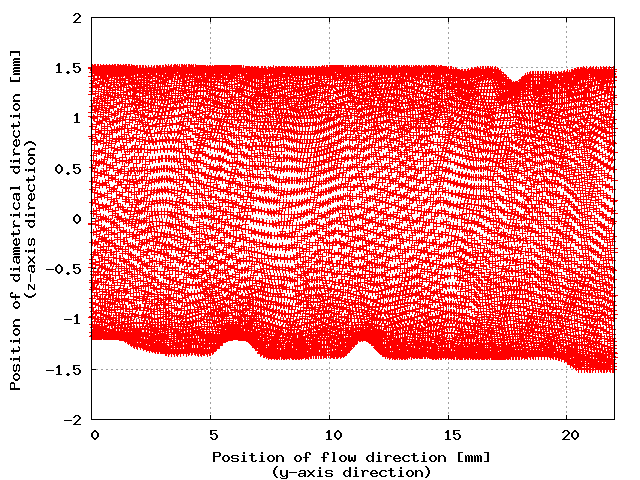 Position of diametrical direction [mm]
(z-axis direction)
2
1.5
1
0.5
0
-0.5
-1
-1.5
-2
0 5 10 15 20
Position of flow direction [mm]
(y-axis direction)